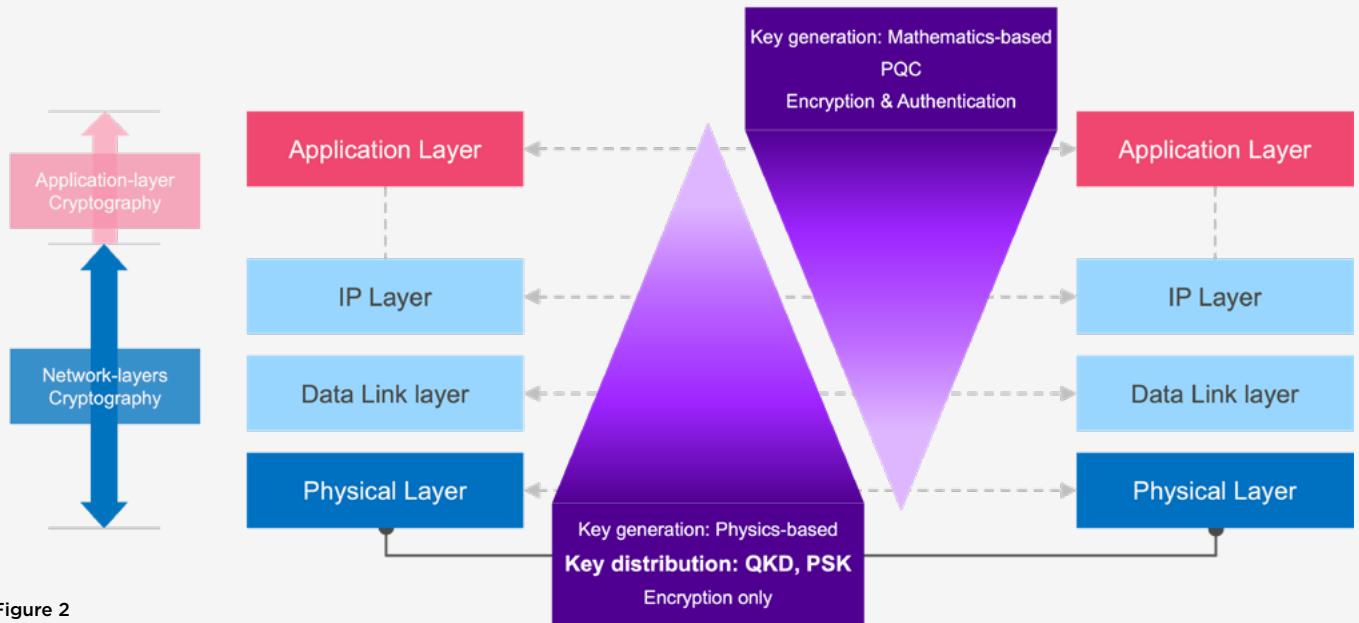 Key generation: Mathematics-based
PQC
Encryption & Authentication
Application-layer
Cryptography
Application Layer
Application Layer
IP Layer
IP Layer
Network-layers
Cryptography
Data Link layer
Data Link layer
Physical Layer
Physical Layer
Key generation: Physics-based
Key distribution: QKD, PSK
Encryption only
Figure 2